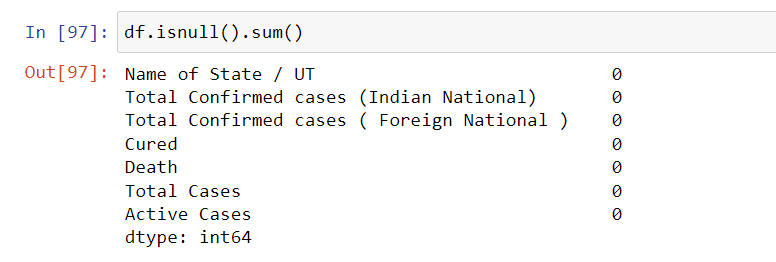 In [97]: df.isnull().sum()
Out[97]: Name of State / UT 0
Total Confirmed cases (Indian National) 0
Total Confirmed cases ( Foreign National ) 0
Cured 0
Death 0
Total Cases 0
Active Cases 0
dtype: int64